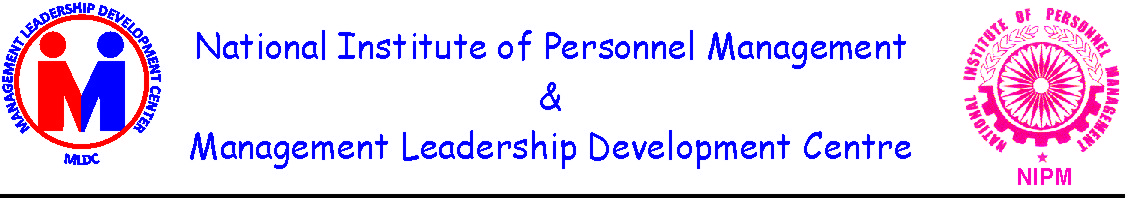 MANAGEMENT LEADERSHIP DEVELOPMENT CENTER
MLDC
National Institute of Personnel Management
&
Management Leadership Development Centre
NATIONAL INSTITUTE OF PERSONNEL MANAGEMENT
NIPM